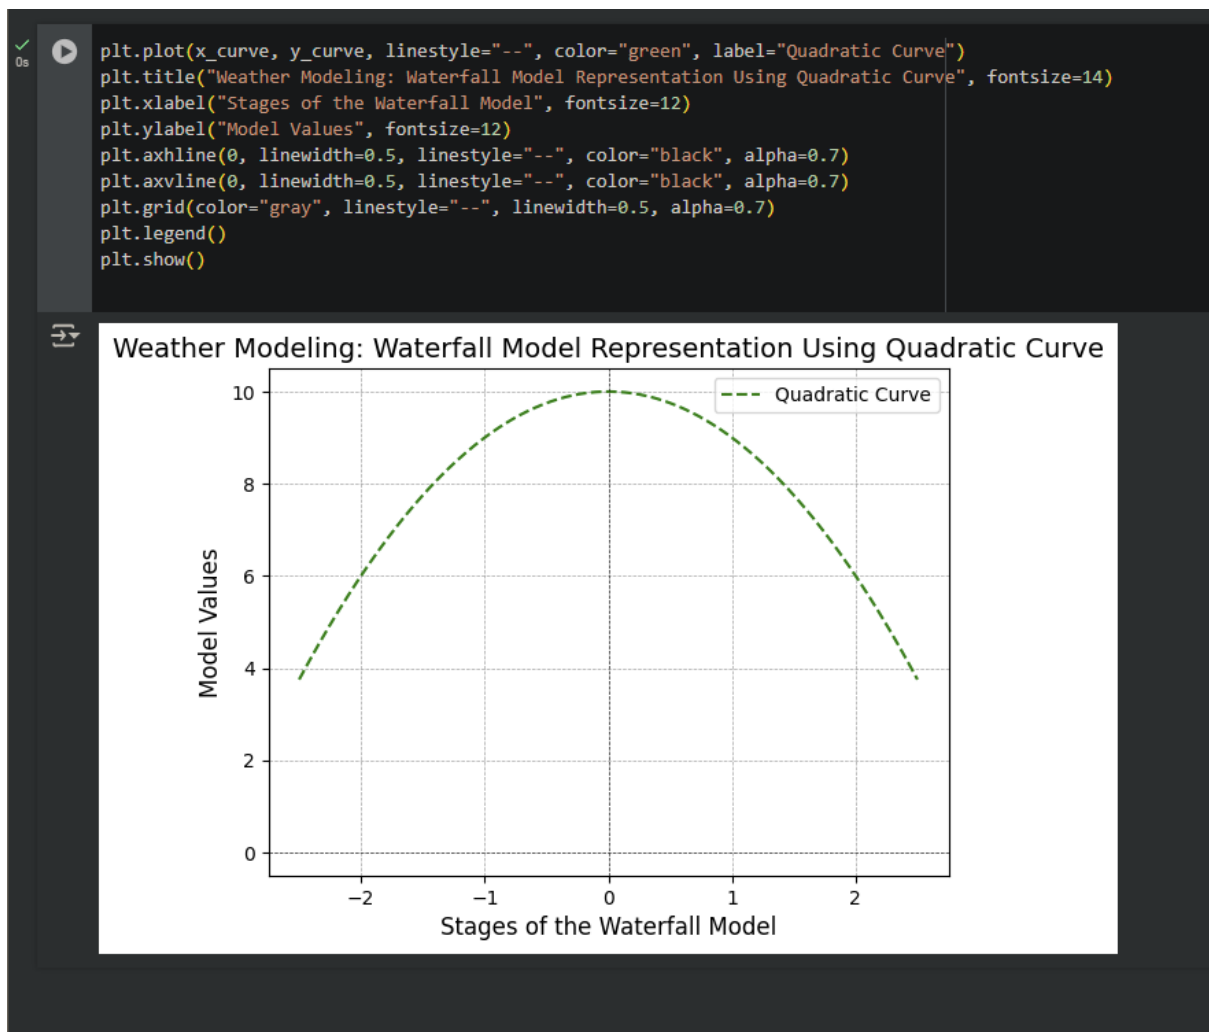 0s
plt.plot(x_curve, y_curve, linestyle="--", color="green", label="Quadratic Curve")
plt.title("Weather Modeling: Waterfall Model Representation Using Quadratic Curve", fontsize=14)
plt.xlabel("Stages of the Waterfall Model", fontsize=12)
plt.ylabel("Model Values", fontsize=12)
plt.axhline(0, linewidth=0.5, linestyle="--", color="black", alpha=0.7)
plt.axvline(0, linewidth=0.5, linestyle="--", color="black", alpha=0.7)
plt.grid(color="gray", linestyle="--", linewidth=0.5, alpha=0.7)
plt.legend()
plt.show()
Weather Modeling: Waterfall Model Representation Using Quadratic Curve
Quadratic Curve
10
8
6
4
2
0
Model Values
−2 −1 0 1 2
Stages of the Waterfall Model